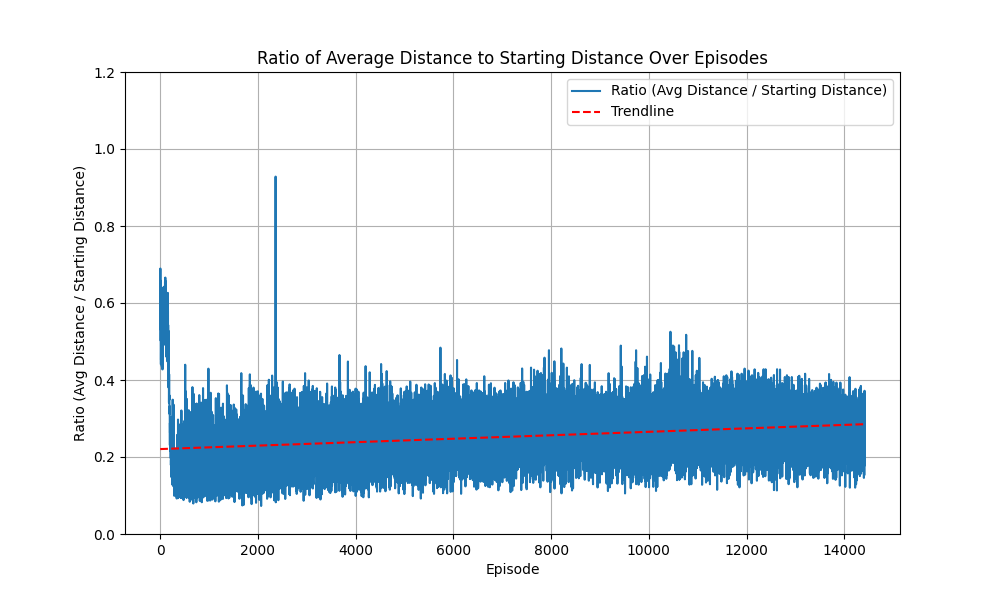 Ratio of Average Distance to Starting Distance Over Episodes
Ratio (Avg Distance / Starting Distance)
Trendline
Ratio (Avg Distance / Starting Distance)
1.2
1.0
0.8
0.6
0.4
0.2
0.0
0 2000 4000 6000 8000 10000 12000 14000
Episode